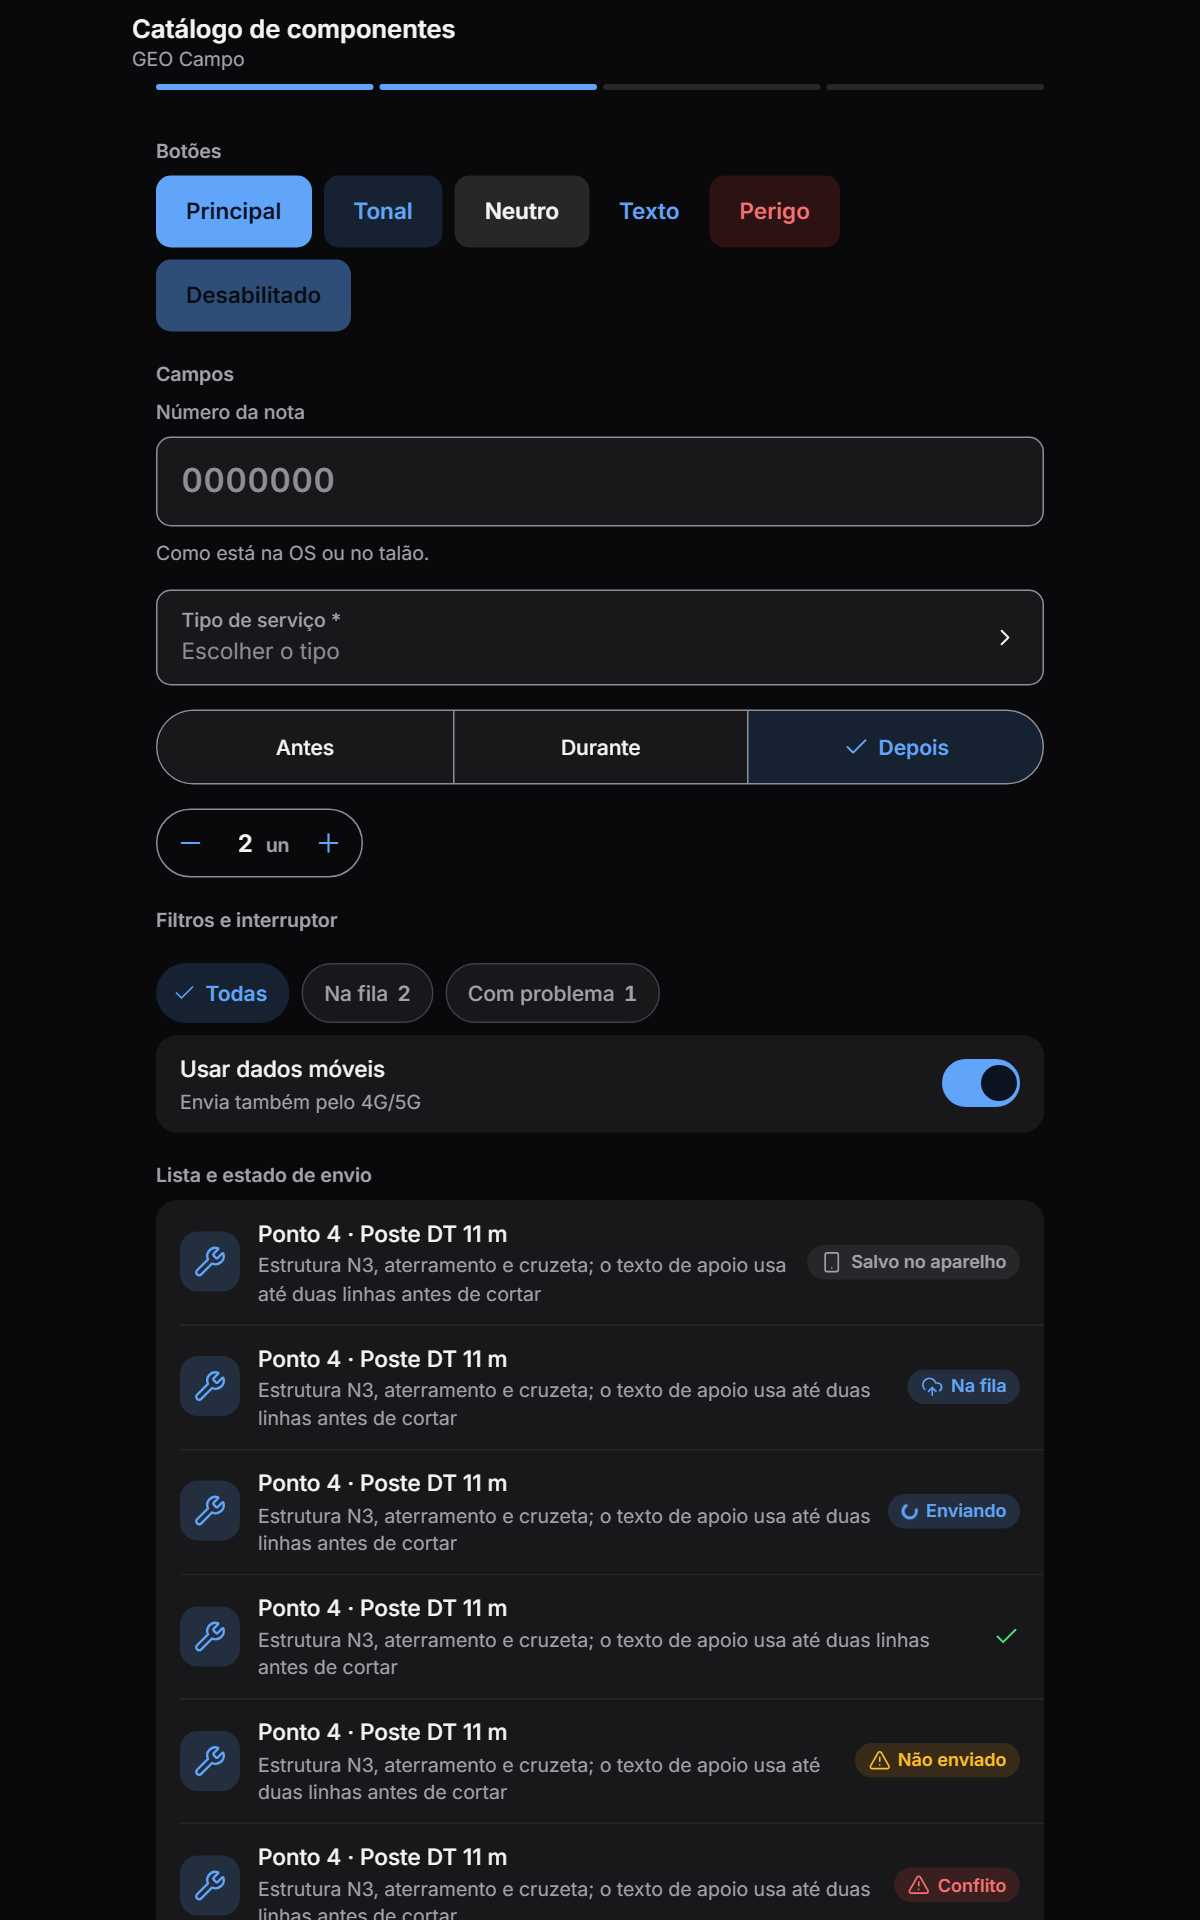 Catálogo de componentes
GEO Campo
Botões
Principal
Tonal
Neutro
Texto
Perigo
Desabilitado
Campos
Número da nota
0000000
Como está na OS ou no talão.
Tipo de serviço *
Escolher o tipo
Antes
Durante
Depois
2 un
Filtros e interruptor
Todas
Na fila 2
Com problema 1
Usar dados móveis
Envia também pelo 4G/5G
Lista e estado de envio
Ponto 4 · Poste DT 11 m
Estrutura N3, aterramento e cruzeta; o texto de apoio usa
até duas linhas antes de cortar
Salvo no aparelho
Ponto 4 · Poste DT 11 m
Estrutura N3, aterramento e cruzeta; o texto de apoio usa até duas
linhas antes de cortar
Na fila
Ponto 4 · Poste DT 11 m
Estrutura N3, aterramento e cruzeta; o texto de apoio usa até duas
linhas antes de cortar
Enviando
Ponto 4 · Poste DT 11 m
Estrutura N3, aterramento e cruzeta; o texto de apoio usa até duas linhas
antes de cortar
Ponto 4 · Poste DT 11 m
Estrutura N3, aterramento e cruzeta; o texto de apoio usa até
duas linhas antes de cortar
Não enviado
Ponto 4 · Poste DT 11 m
Estrutura N3, aterramento e cruzeta; o texto de apoio usa até duas
linhas antes de cortar
Conflito